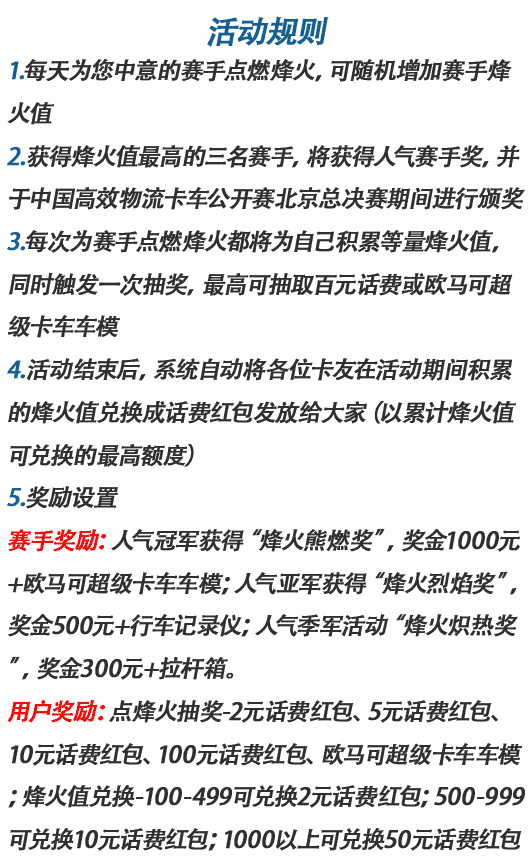 活动规则
1.每天为您中意的赛手点燃烽火, 可随机增加赛手烽
火值
2.获得烽火值最高的三名赛手, 将获得人气赛手奖, 并
于中国高效物流卡车公开赛北京总决赛期间进行颁奖
3.每次为赛手点燃烽火都将为自己积累等量烽火值,
同时触发一次抽奖, 最高可抽取百元话费或欧马可超
级卡车车模
4.活动结束后, 系统自动将各位卡友在活动期间积累
的烽火值兑换成话费红包发放给大家 (以累计烽火值
可兑换的最高额度)
5.奖励设置
赛手奖励: 人气冠军获得 “烽火熊燃奖” , 奖金1000元
+欧马可超级卡车车模; 人气亚军获得 “烽火烈焰奖” ,
奖金500元+行车记录仪; 人气季军活动 “烽火炽热奖
” , 奖金300元+拉杆箱。
用户奖励: 点烽火抽奖-2元话费红包、5元话费红包、
10元话费红包、100元话费红包、欧马可超级卡车车模
; 烽火值兑换-100-499可兑换2元话费红包; 500-999
可兑换10元话费红包; 1000以上可兑换50元话费红包